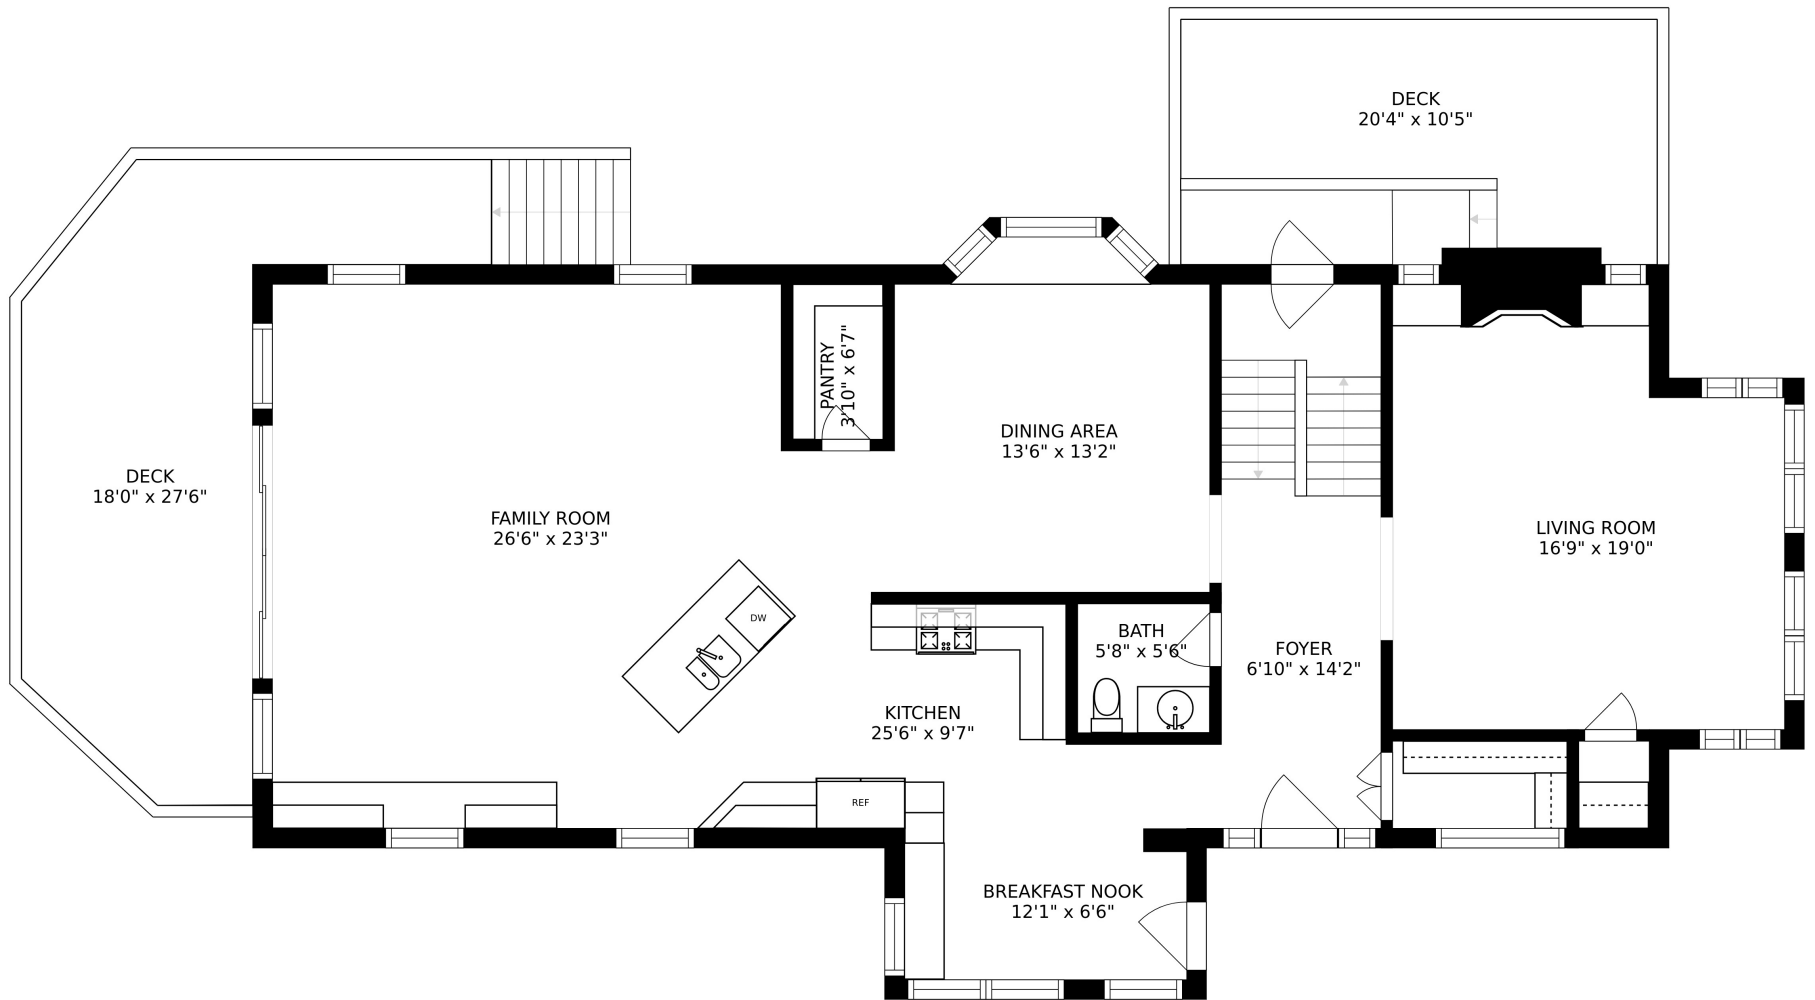 DECK
20'4" x 10'5"
PANTRY
3'10" x 6'7"
DINING AREA
13'6" x 13'2"
DECK
18'0" x 27'6"
FAMILY ROOM
26'6" x 23'3"
LIVING ROOM
16'9" x 19'0"
DW
BATH
5'8" x 5'6"
FOYER
6'10" x 14'2"
KITCHEN
25'6" x 9'7"
REF
BREAKFAST NOOK
12'1" x 6'6"